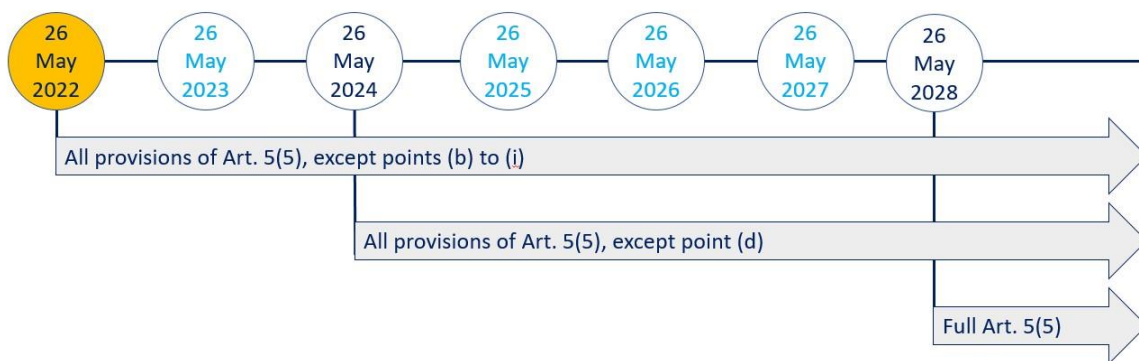 26
May
2022
26
May
2023
26
May
2024
26
May
2025
26
May
2026
26
May
2027
26
May
2028
All provisions of Art. 5(5), except points (b) to (i)
All provisions of Art. 5(5), except point (d)
Full Art. 5(5)